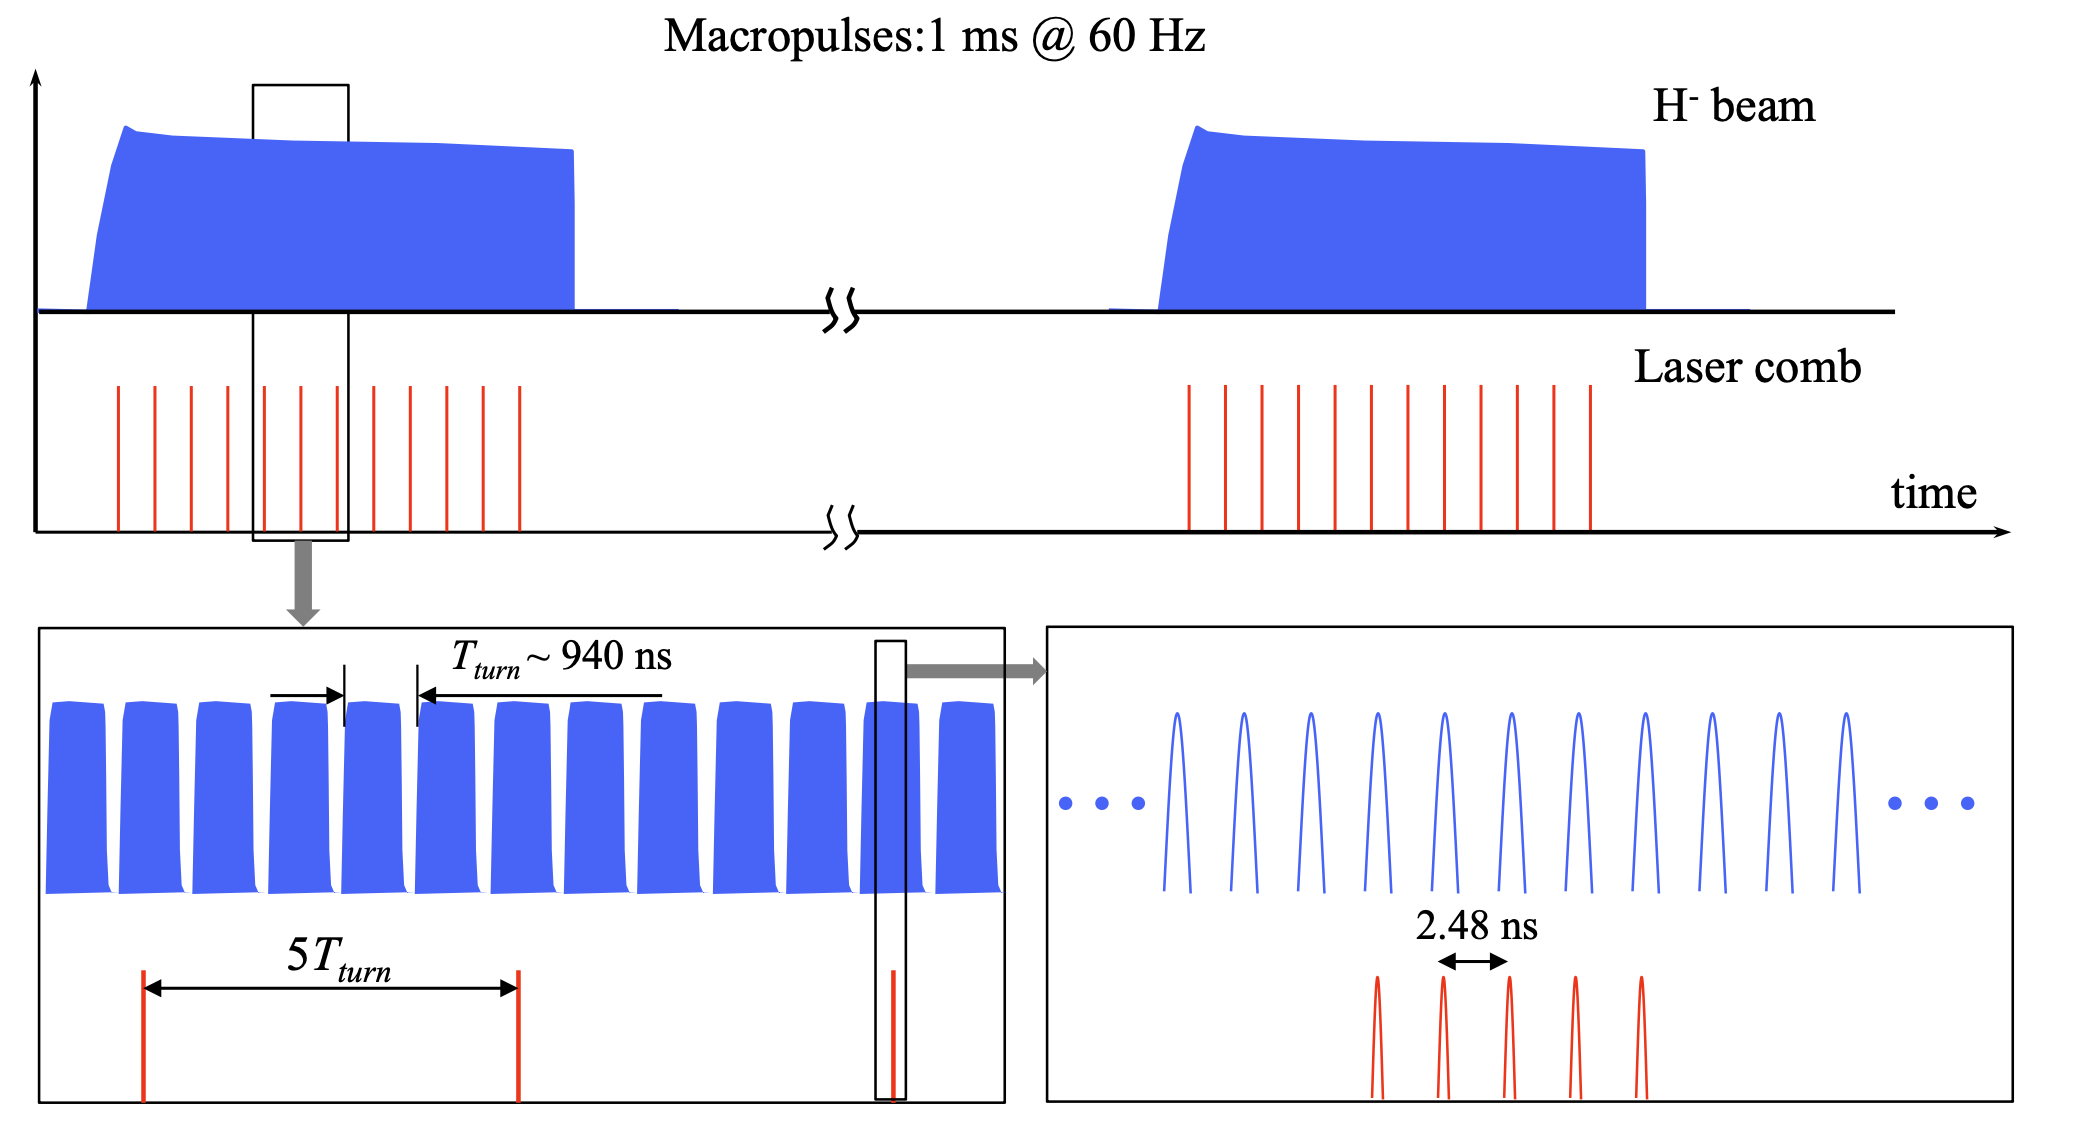 Macropulses:1 ms @ 60 Hz
H- beam
Laser comb
time
Tturn ~ 940 ns
5Tturn
2.48 ns